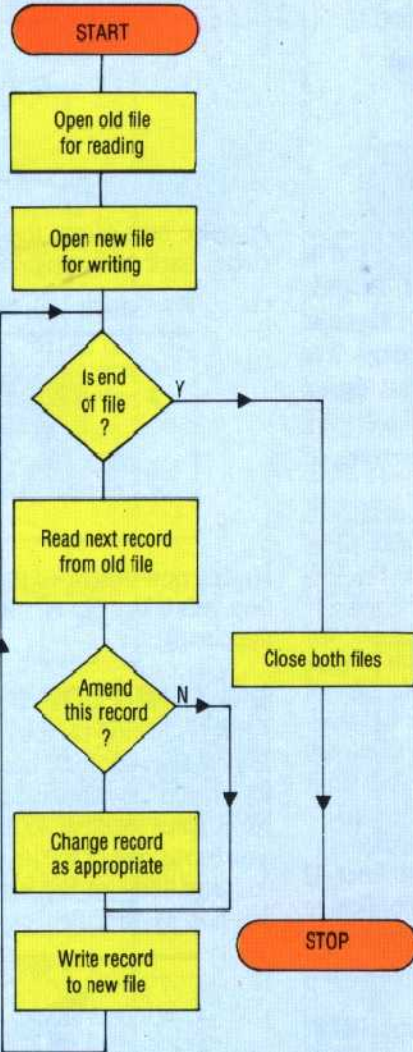 START
Open old file
for reading
Open new file
for writing
Is end
of file
?
Y
Read next record
from old file
Amend
this record
?
N
Change record
as appropriate
Write record
to new file
Close both files
STOP